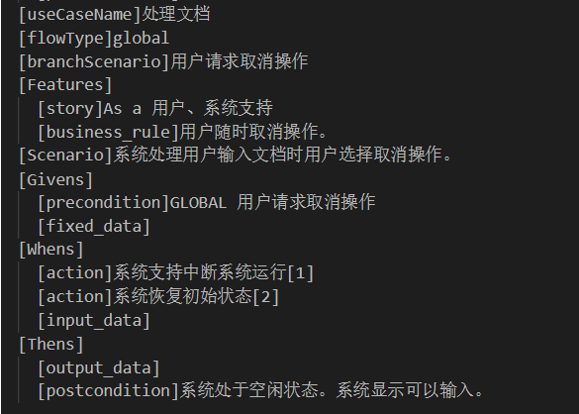 [useCaseName]处理文档
[flowType]global
[branchScenario]用户请求取消操作
[Features]
[story]As a 用户、系统支持
[business_rule]用户随时取消操作。
[Scenario]系统处理用户输入文档时用户选择取消操作。
[Givens]
[precondition]GLOBAL 用户请求取消操作
[fixed_data]
[Whens]
[action]系统支持中断系统运行[1]
[action]系统恢复初始状态[2]
[input_data]
[Thens]
[output_data]
[postcondition]系统处于空闲状态。系统显示可以输入。